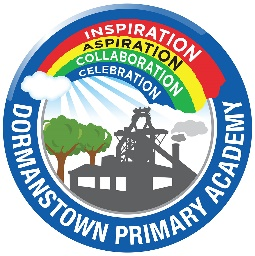 INSPIRATION
ASPIRATION
COLLABORATION
CELEBRATION
DORMANSTOWN PRIMARY ACADEMY